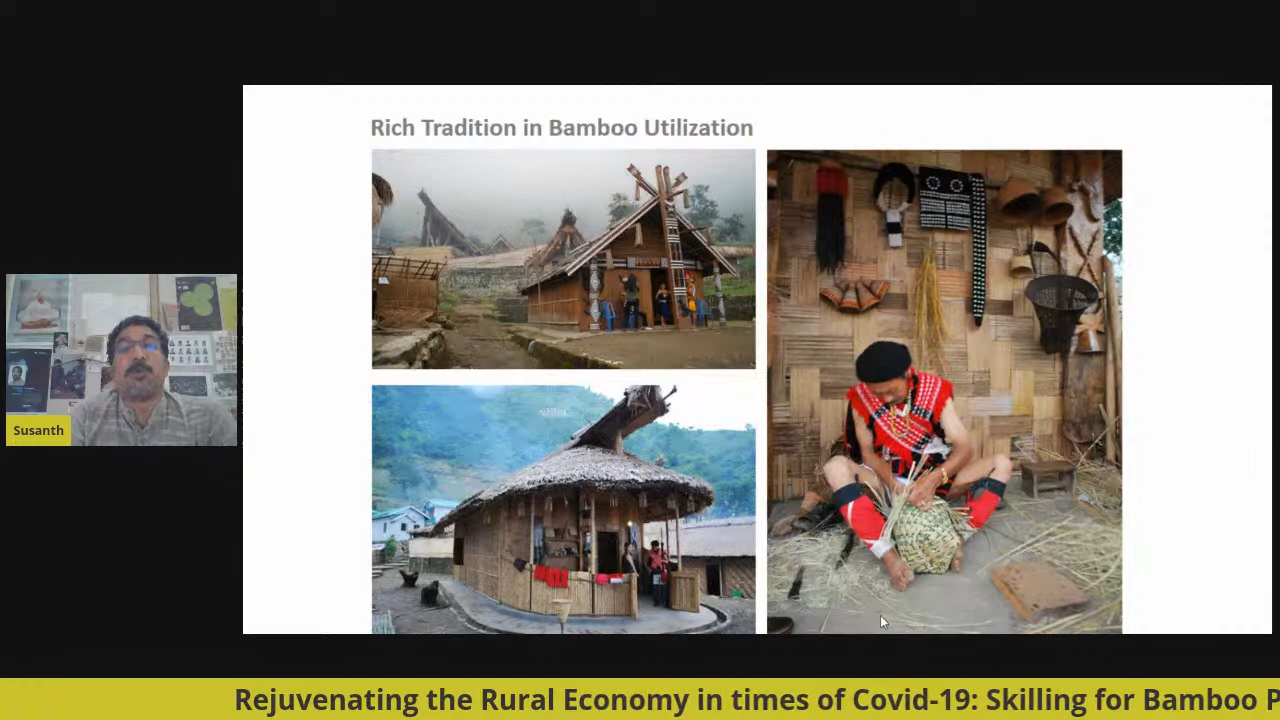 Rich Tradition in Bamboo Utilization
Susanth
Rejuvenating the Rural Economy in times of Covid-19: Skilling for Bamboo P